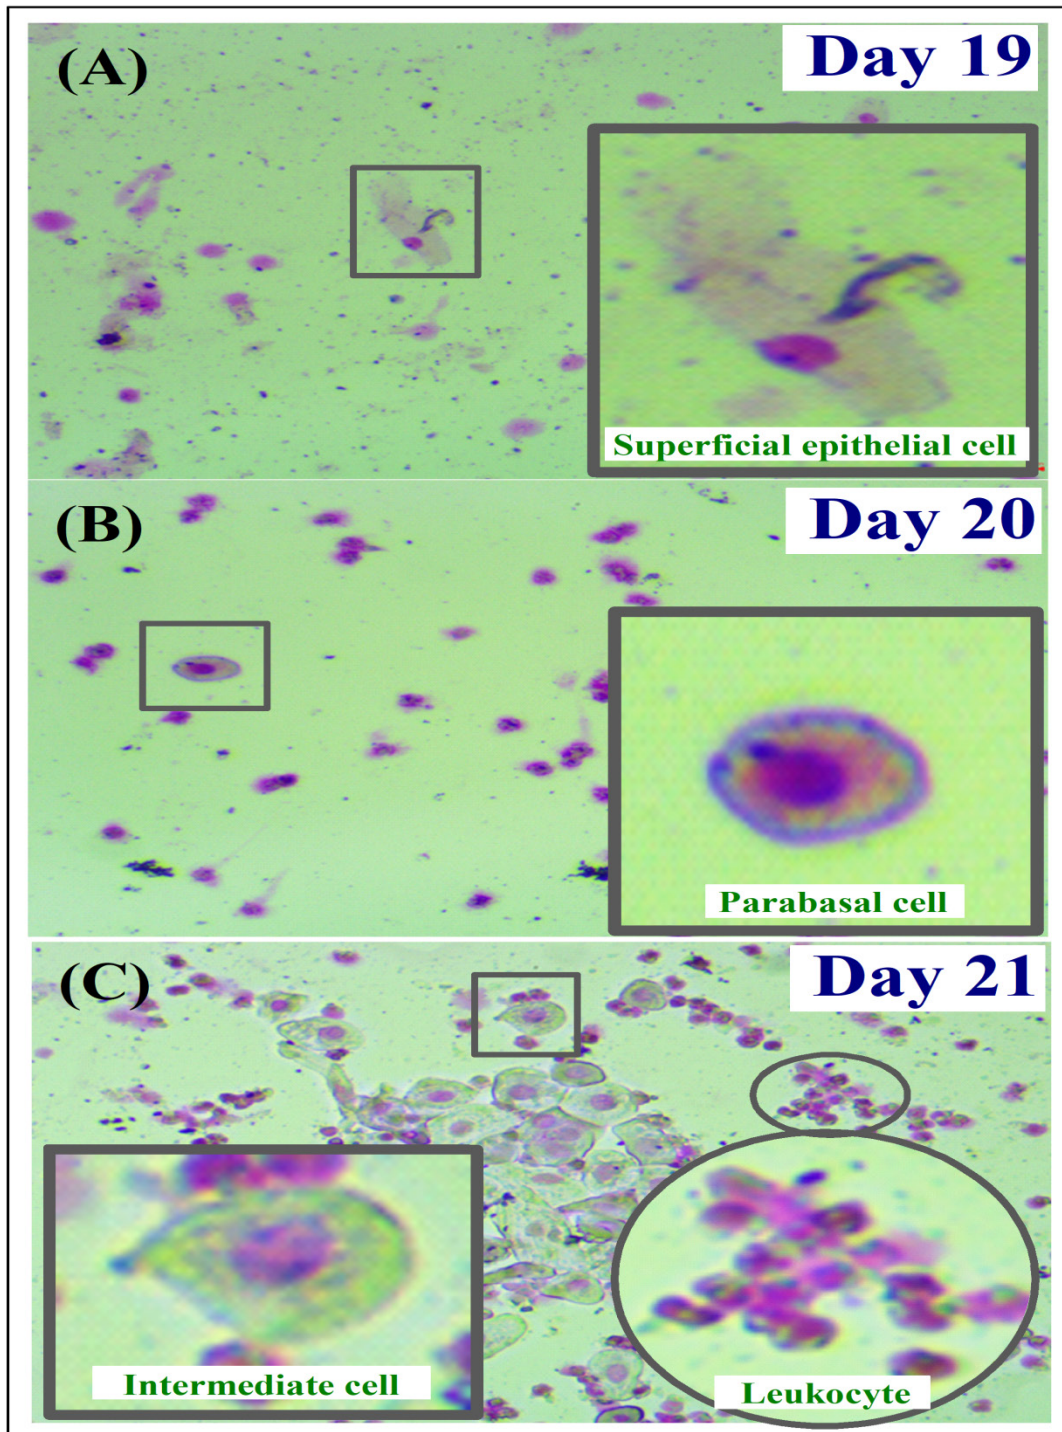 (A)
Day 19
Superficial epithelial cell
(B)
Day 20
Parabasal cell
(C)
Day 21
Intermediate cell
Leukocyte